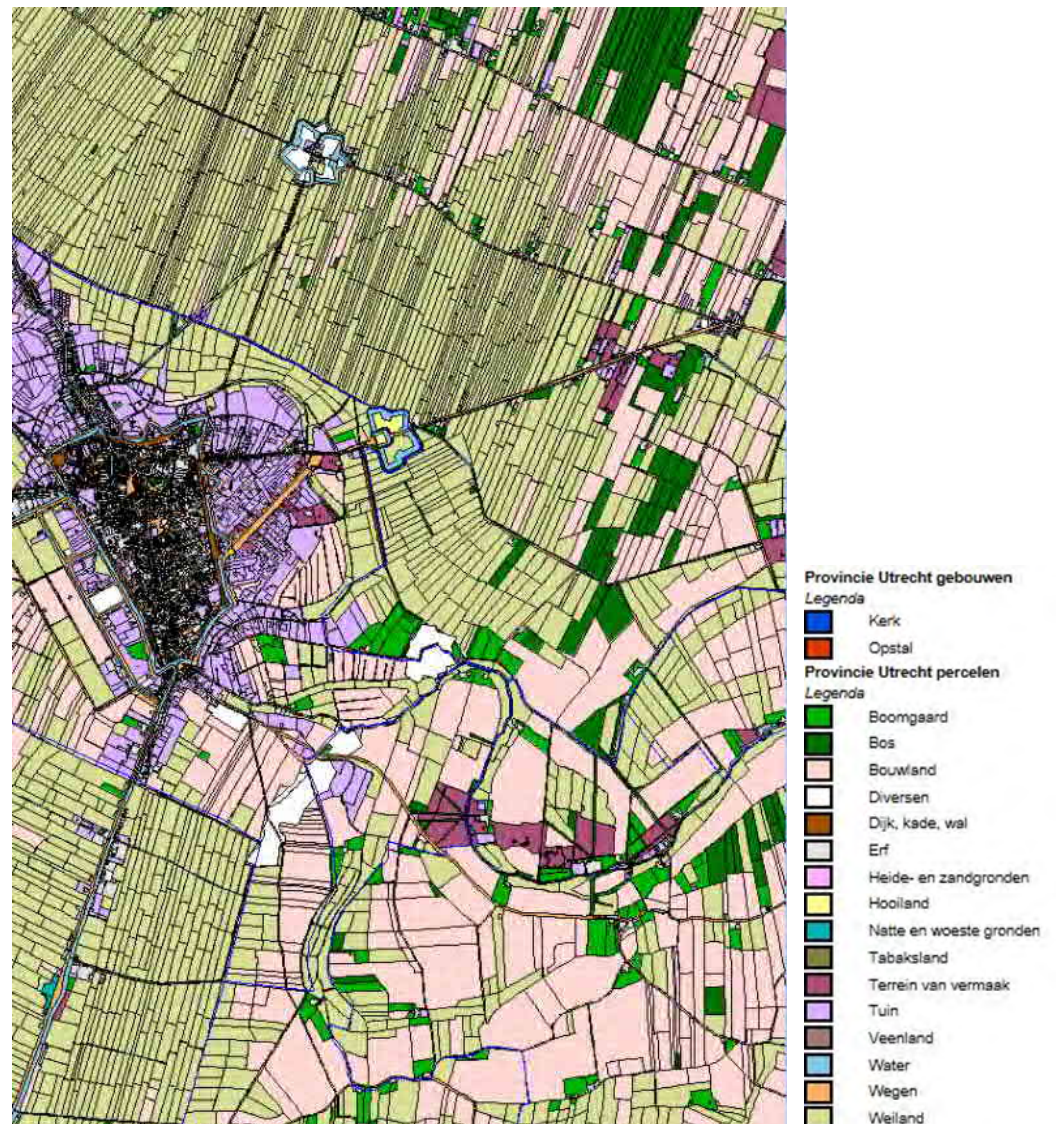 Provincie Utrecht gebouwen
Legenda
Kerk
Opstal
Provincie Utrecht percelen
Legenda
Boomgaard
Bos
Bouwland
Diversen
Dijk, kade, wal
Erf
Heide- en zandgronden
Hooiland
Natte en woeste gronden
Tabaksland
Terrein van vermaak
Tuin
Veenland
Water
Wegen
Weiland